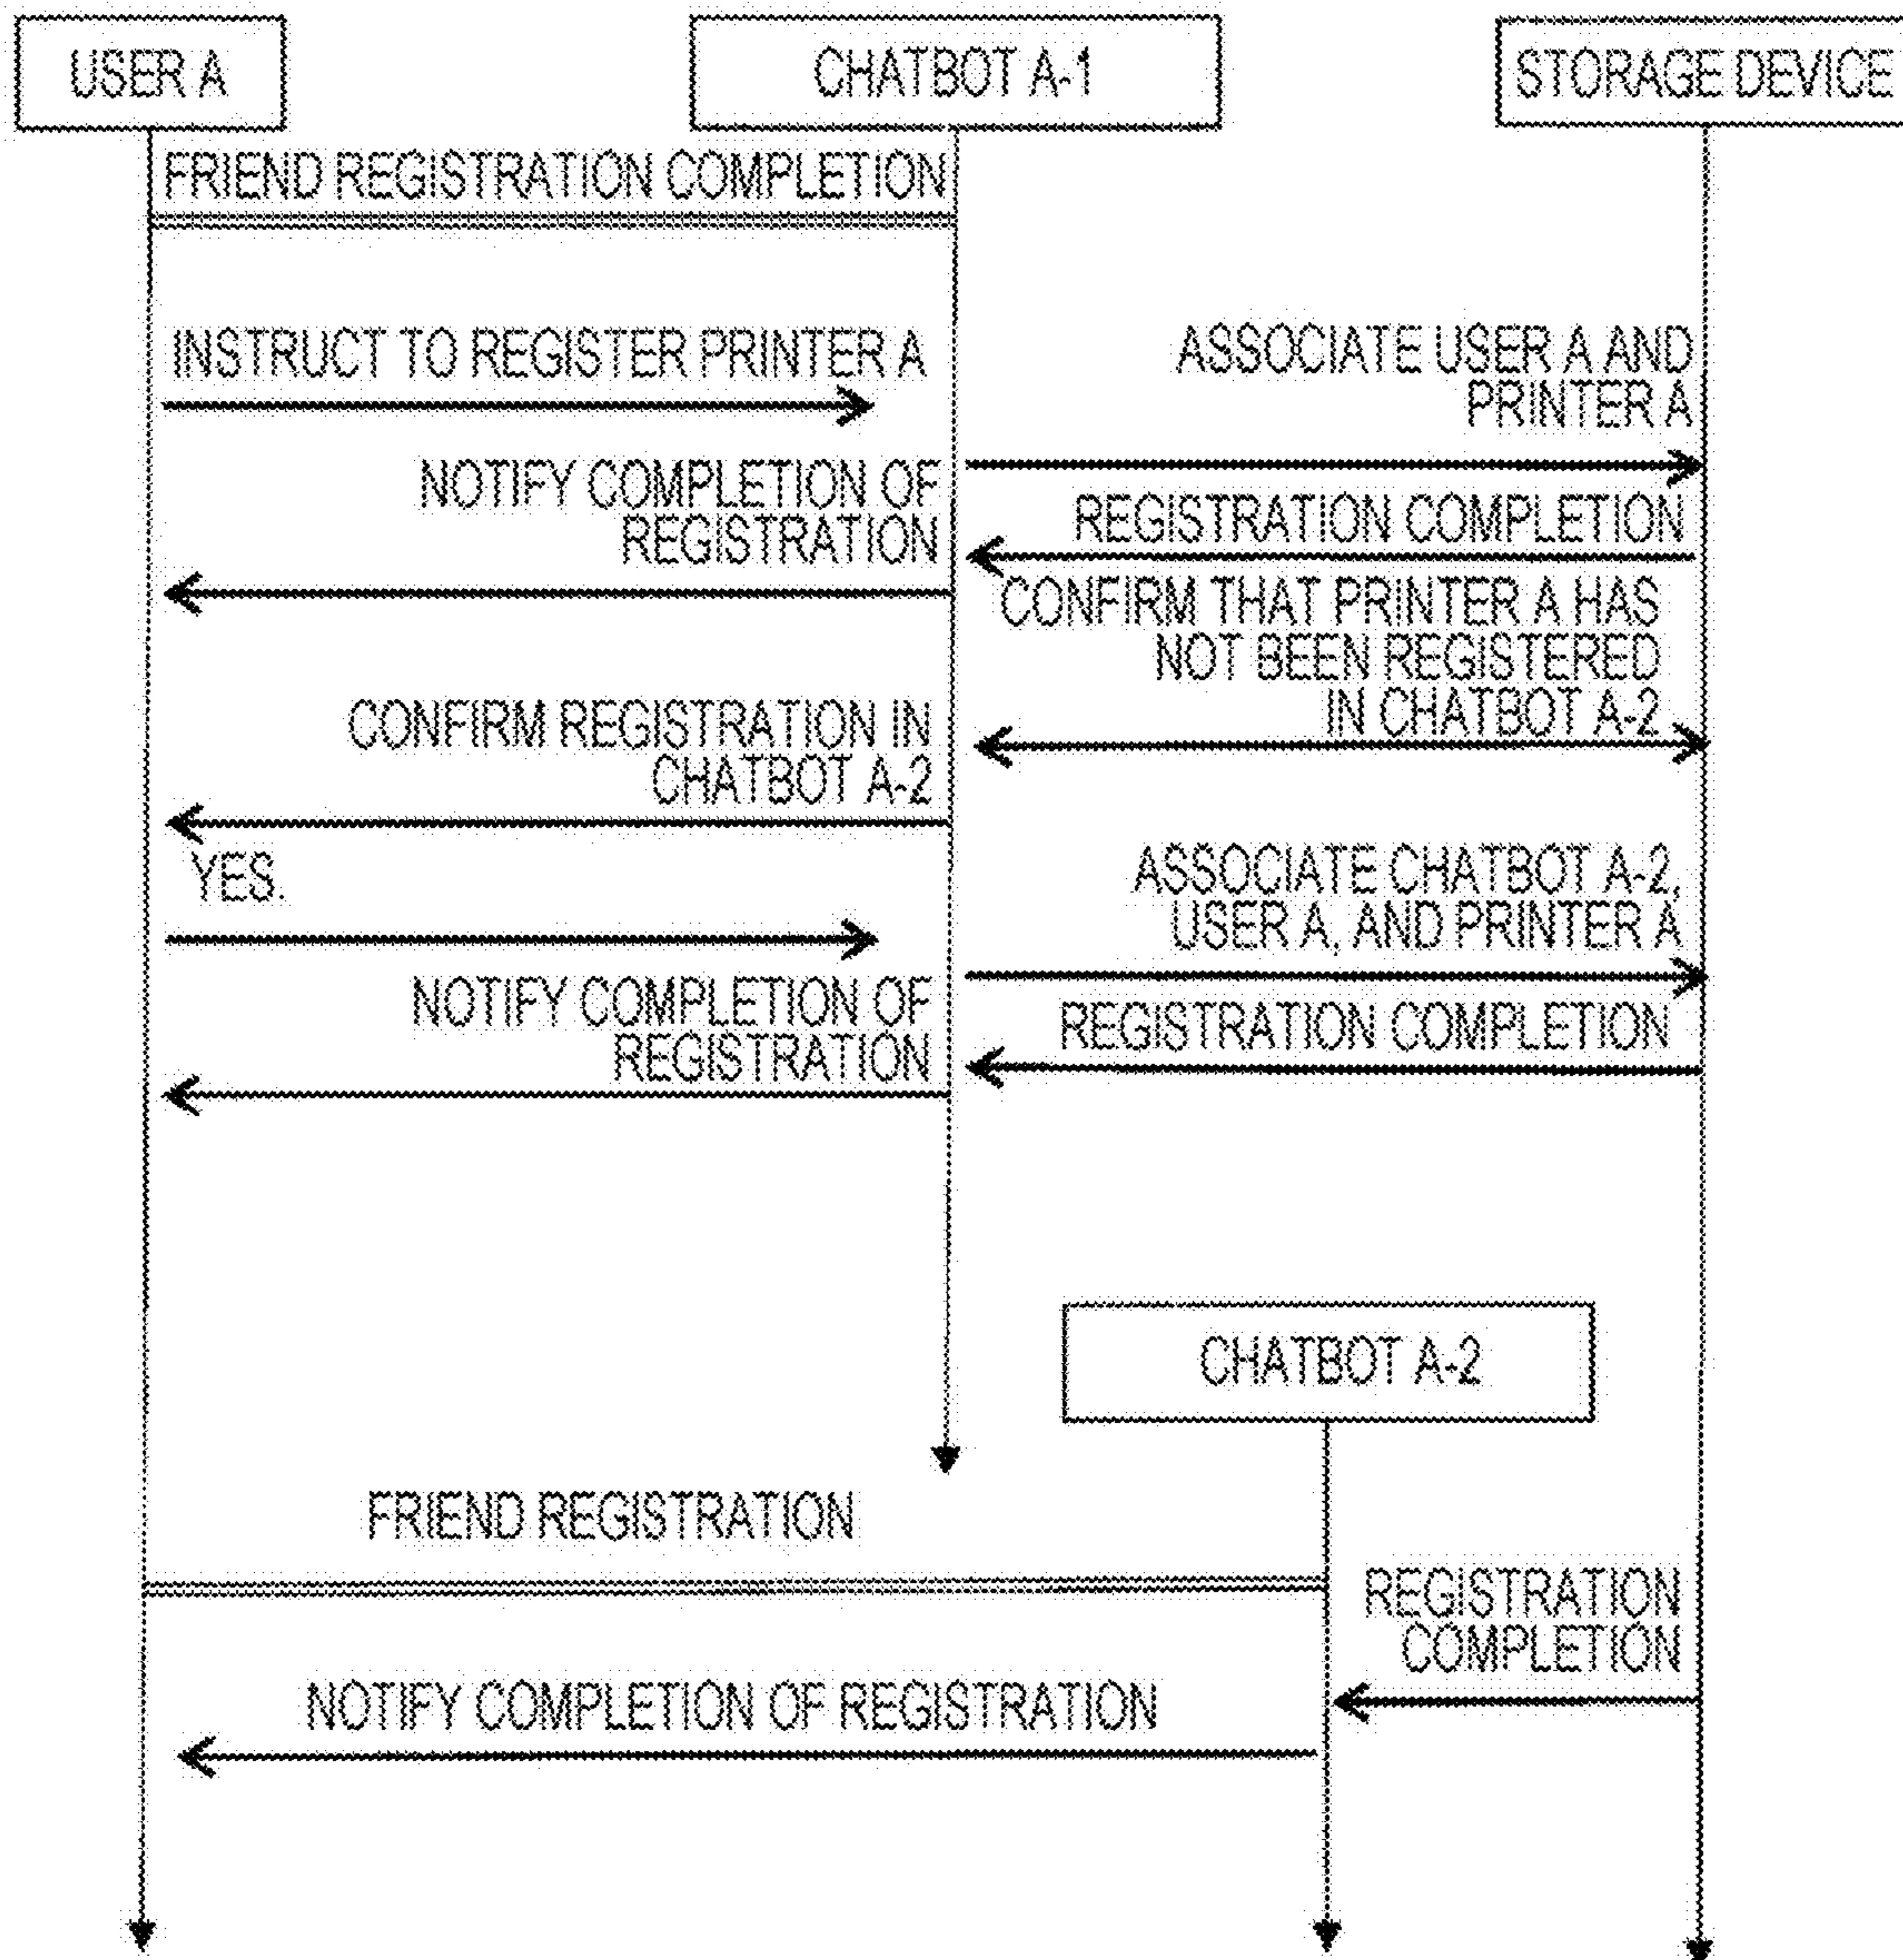 USER A
CHATBOT A-1
STORAGE DEVICE
FRIEND REGISTRATION COMPLETION
INSTRUCT TO REGISTER PRINTER A
ASSOCIATE USER A AND
PRINTER A
NOTIFY COMPLETION OF
REGISTRATION
REGISTRATION COMPLETION
CONFIRM THAT PRINTER A HAS
NOT BEEN REGISTERED
IN CHATBOT A-2
CONFIRM REGISTRATION IN
CHATBOT A-2
YES.
ASSOCIATE CHATBOT A-2,
USER A, AND PRINTER A
NOTIFY COMPLETION OF
REGISTRATION
REGISTRATION COMPLETION
CHATBOT A-2
FRIEND REGISTRATION
REGISTRATION
COMPLETION
NOTIFY COMPLETION OF REGISTRATION